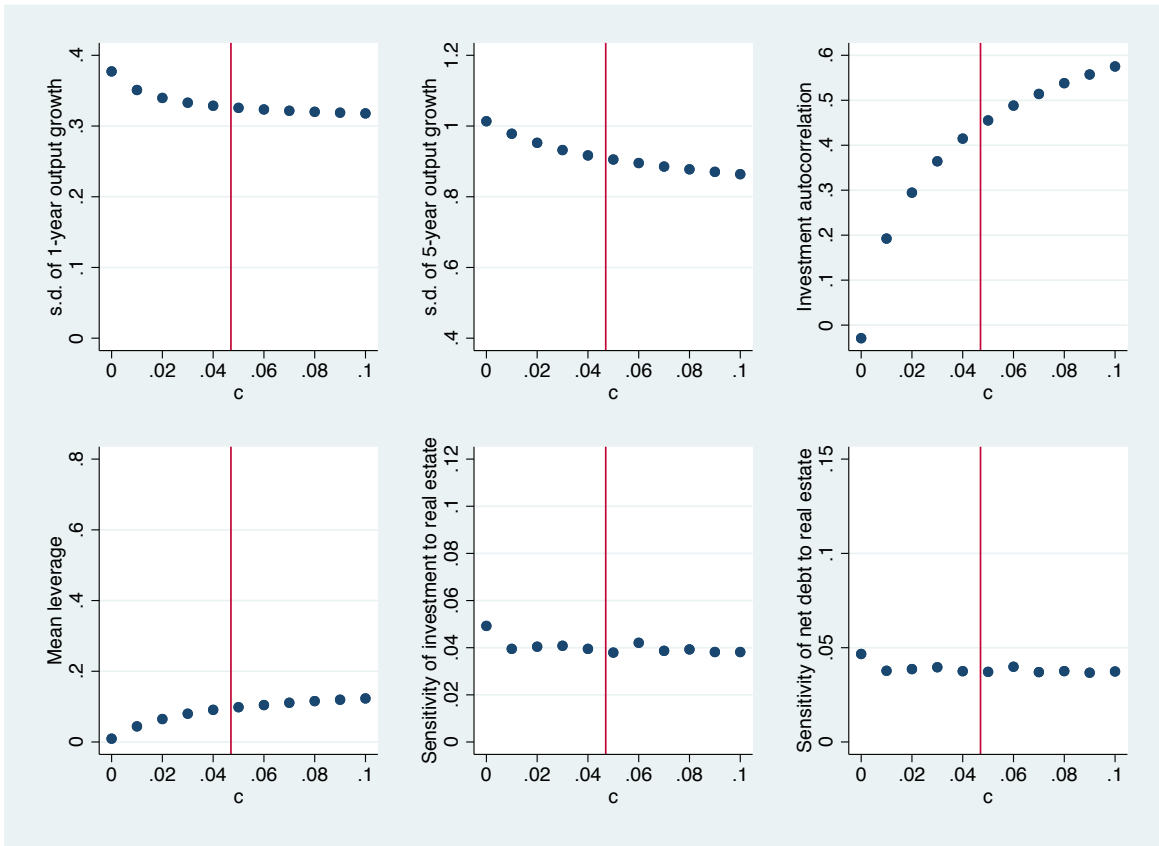 s.d. of 1-year output growth
0 .1 .2 .3 .4
0 .02 .04 .06 .08 .1
c
s.d. of 5-year output growth
.4 .6 .8 1 1.2
0 .02 .04 .06 .08 .1
c
Investment autocorrelation
0 .1 .2 .3 .4 .5 .6
0 .02 .04 .06 .08 .1
c
Mean leverage
0 .2 .4 .6 .8
0 .02 .04 .06 .08 .1
c
Sensitivity of investment to real estate
0 .02 .04 .06 .08 .1 .12
0 .02 .04 .06 .08 .1
c
Sensitivity of net debt to real estate
0 .05 .1 .15
0 .02 .04 .06 .08 .1
c